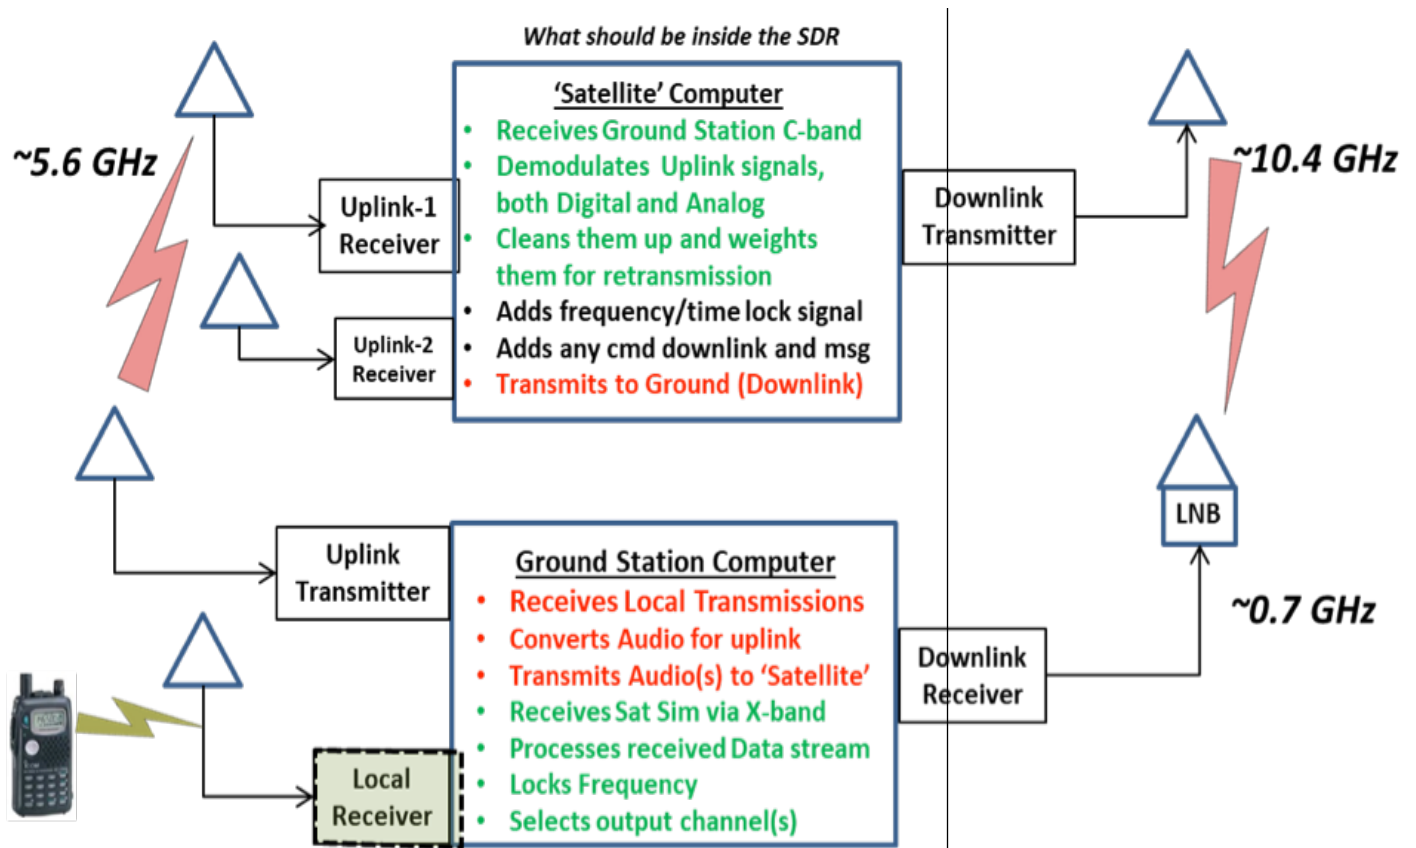 What should be inside the SDR
~5.6 GHz
Uplink-1
Receiver
Uplink-2
Receiver
‘Satellite’ Computer
• Receives Ground Station C-band
• Demodulates Uplink signals,
both Digital and Analog
• Cleans them up and weights
them for retransmission
• Adds frequency/time lock signal
• Adds any cmd downlink and msg
• Transmits to Ground (Downlink)
Downlink
Transmitter
~10.4 GHz
Uplink
Transmitter
Local
Receiver
Ground Station Computer
• Receives Local Transmissions
• Converts Audio for uplink
• Transmits Audio(s) to ‘Satellite’
• Receives Sat Sim via X-band
• Processes received Data stream
• Locks Frequency
• Selects output channel(s)
Downlink
Receiver
LNB
~0.7 GHz